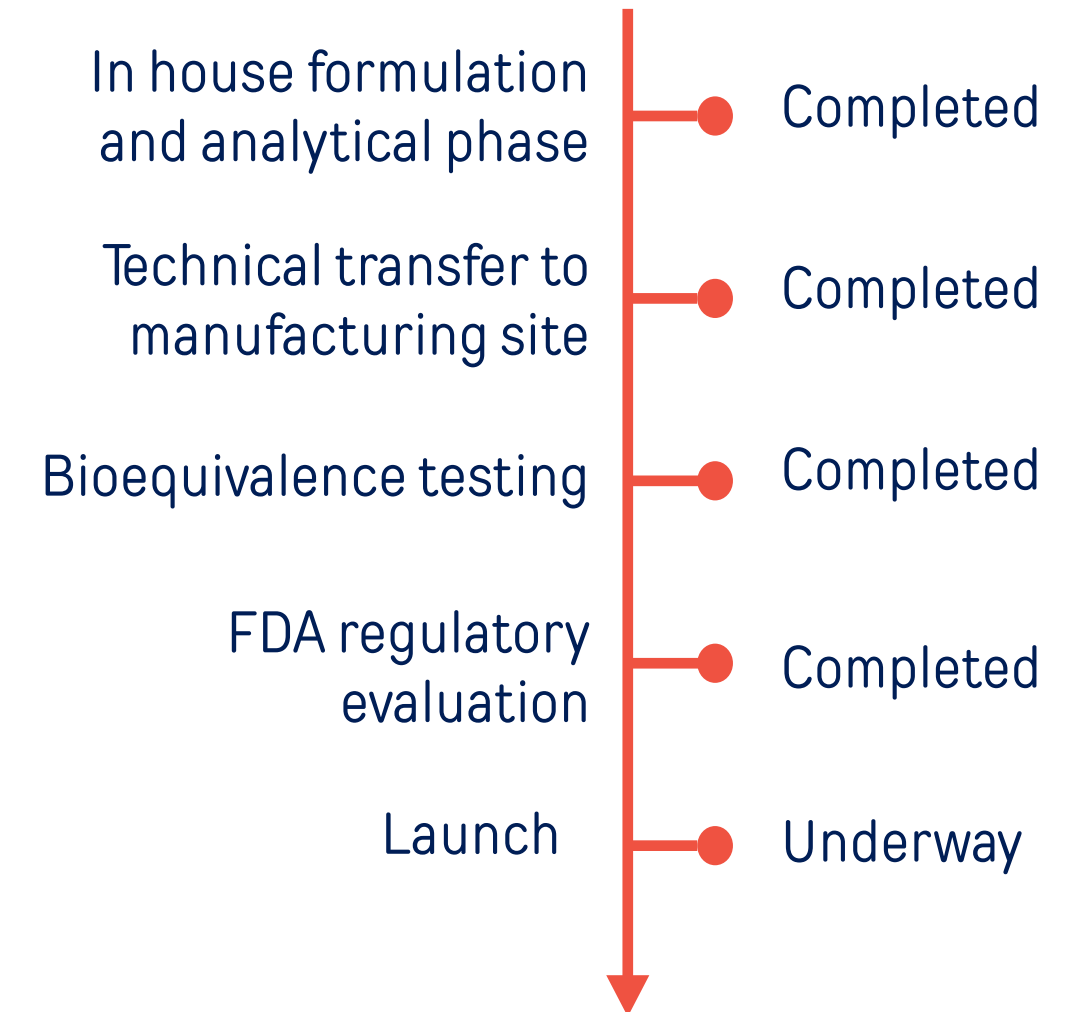 In house formulation
and analytical phase
Completed
Technical transfer to
manufacturing site
Completed
Bioequivalence testing
Completed
FDA regulatory
evaluation
Completed
Launch
Underway